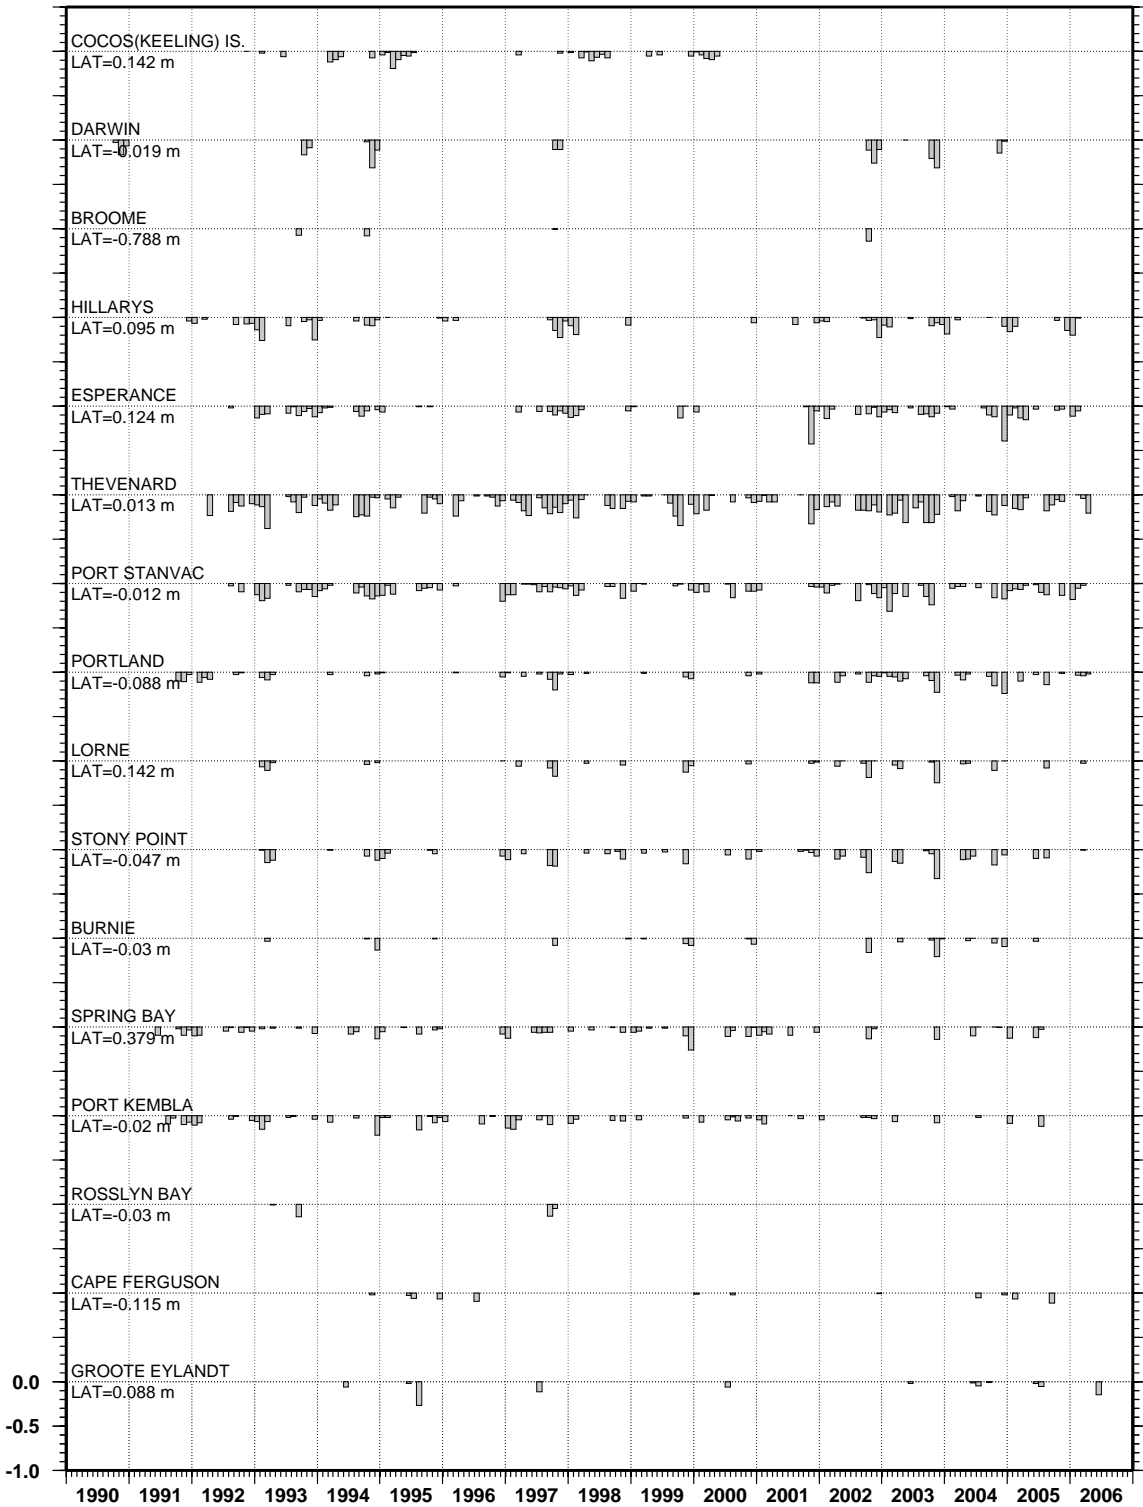 COCOS(KEELING) IS.
LAT=0.142 m
DARWIN
LAT=-0.019 m
BROOME
LAT=-0.788 m
HILLARYS
LAT=0.095 m
ESPERANCE
LAT=0.124 m
THEVENARD
LAT=0.013 m
PORT STANVAC
LAT=-0.012 m
PORTLAND
LAT=-0.088 m
LORNE
LAT=0.142 m
STONY POINT
LAT=-0.047 m
BURNIE
LAT=-0.03 m
SPRING BAY
LAT=0.379 m
PORT KEMBLA
LAT=-0.02 m
ROSSLYN BAY
LAT=-0.03 m
CAPE FERGUSON
LAT=-0.115 m
GROOTE EYLANDT
0.0
LAT=0.088 m
-0.5
-1.0
1990 1991 1992 1993 1994 1995 1996 1997 1998 1999 2000 2001 2002 2003 2004 2005 2006